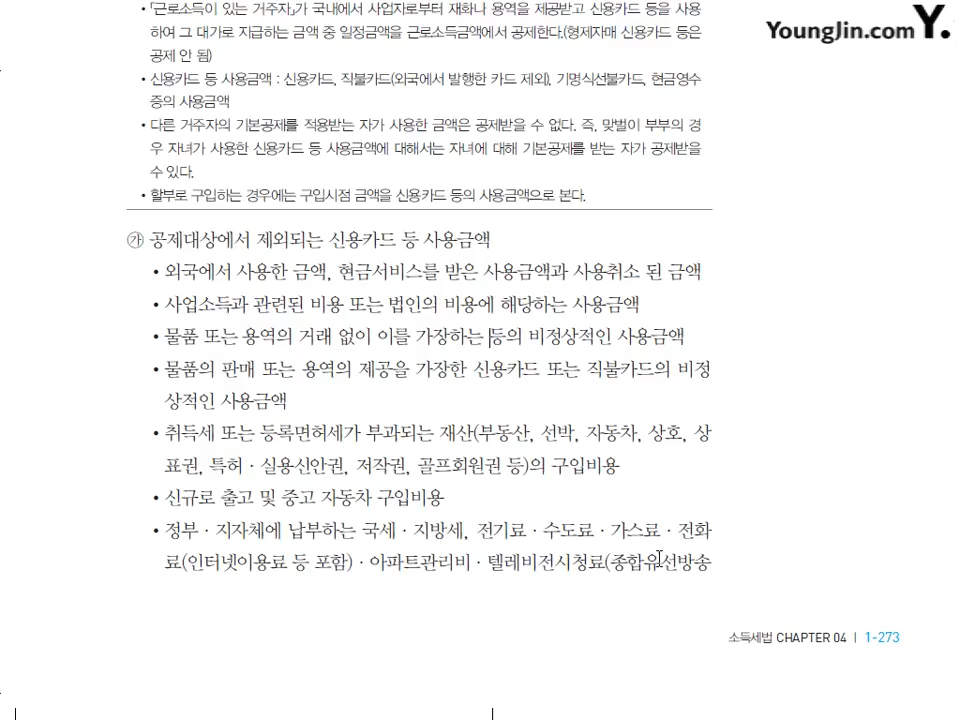 • 「근로소득이 있는 거주자」가 국내에서 사업자로부터 재화나 용역을 제공받고 신용카드 등을 사용
하여 그 대가로 지급하는 금액 중 일정금액을 근로소득금액에서 공제한다.(형제자매 신용카드 등은
공제 안 됨)
• 신용카드 등 사용금액 : 신용카드, 직불카드(외국에서 발행한 카드 제외), 기명식선불카드, 현금영수
증의 사용금액
• 다른 거주자의 기본공제를 적용받는 자가 사용한 금액은 공제받을 수 없다. 즉, 맞벌이 부부의 경
우 자녀가 사용한 신용카드 등 사용금액에 대해서는 자녀에 대해 기본공제를 받는 자가 공제받을
수 있다.
• 할부로 구입하는 경우에는 구입시점 금액을 신용카드 등의 사용금액으로 본다.
YoungJin.com Y.
㉮ 공제대상에서 제외되는 신용카드 등 사용금액
• 외국에서 사용한 금액, 현금서비스를 받은 사용금액과 사용취소 된 금액
• 사업소득과 관련된 비용 또는 법인의 비용에 해당하는 사용금액
• 물품 또는 용역의 거래 없이 이를 가장하는 등의 비정상적인 사용금액
• 물품의 판매 또는 용역의 제공을 가장한 신용카드 또는 직불카드의 비정
상적인 사용금액
• 취득세 또는 등록면허세가 부과되는 재산(부동산, 선박, 자동차, 상호, 상
표권, 특허 · 실용신안권, 저작권, 골프회원권 등)의 구입비용
• 신규로 출고 및 중고 자동차 구입비용
• 정부 · 지자체에 납부하는 국세 · 지방세, 전기료 · 수도료 · 가스료 · 전화
료(인터넷이용료 등 포함) · 아파트관리비 · 텔레비전시청료(종합유선방송
소득세법 CHAPTER 04 | 1-273